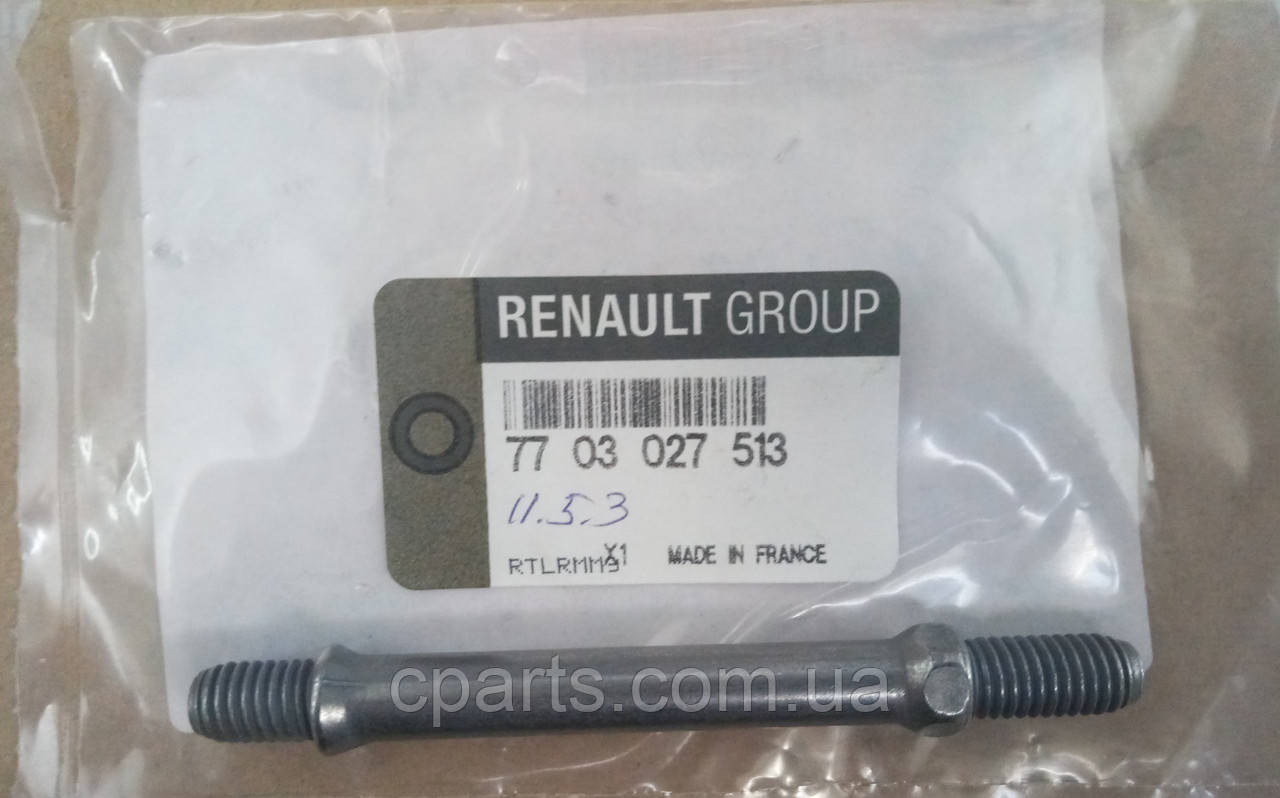 RENAULT GROUP
77 03 027 513
11.5.3
RTLRMM9 X1 MADE IN FRANCE
cparts.com.ua